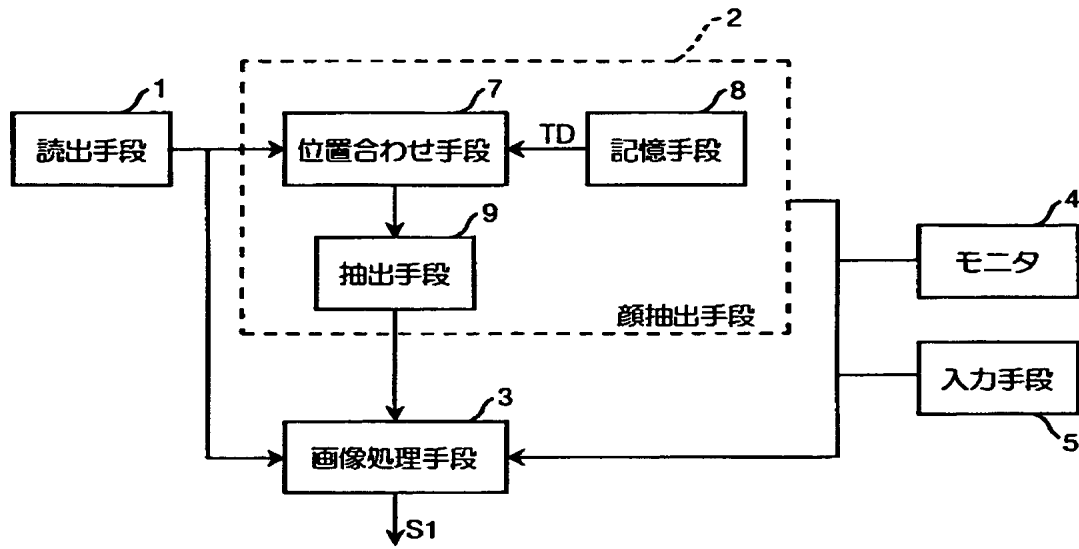 2
1
7
8
読出手段
位置合わせ手段
TD
記憶手段
9
4
抽出手段
モニタ
顔抽出手段
入力手段
3
5
画像処理手段
S1